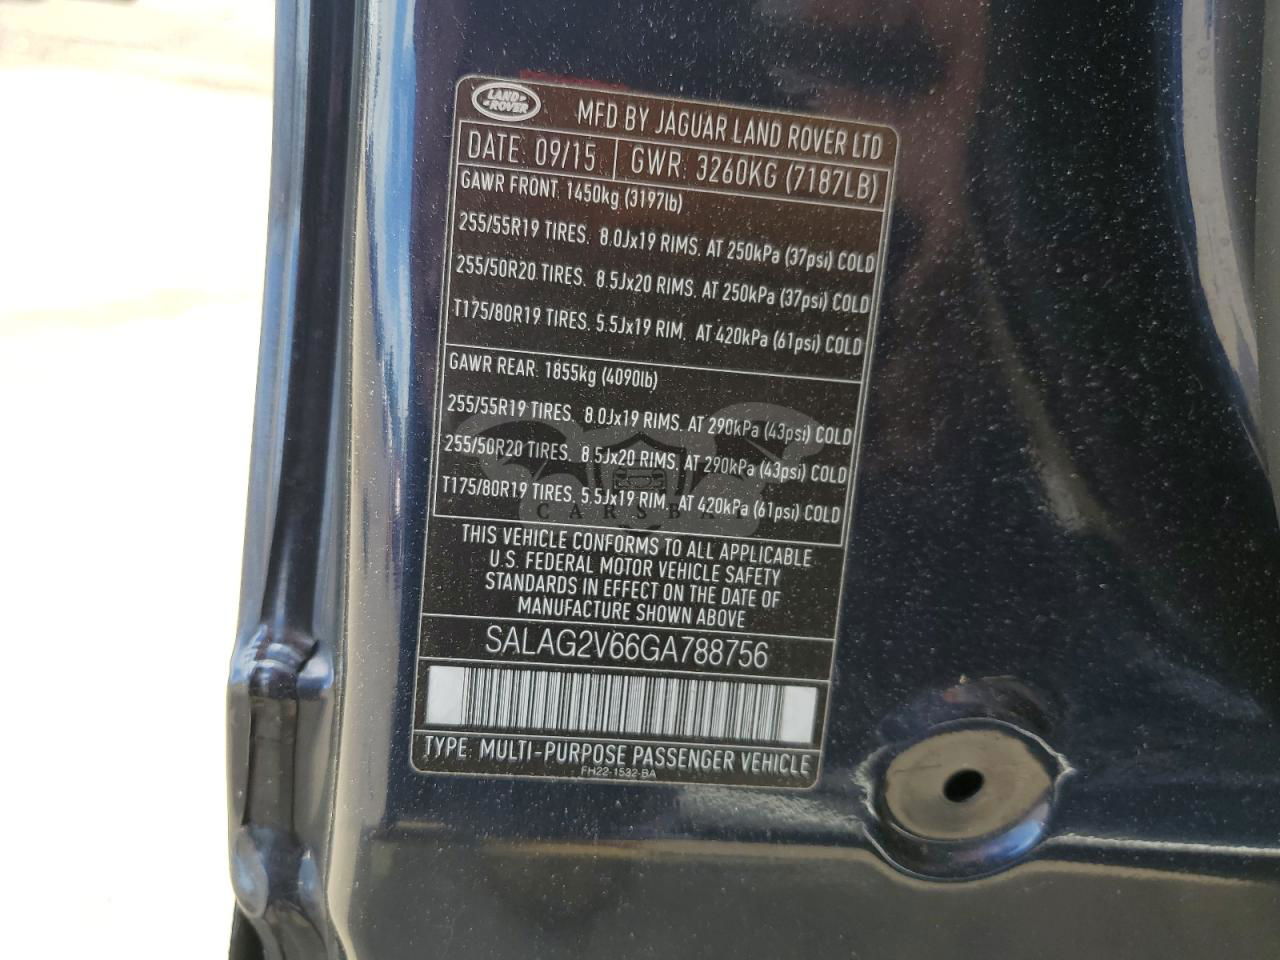 LAND ROVER
MFD BY JAGUAR LAND ROVER LTD
DATE: 09/15 GWR: 3260KG (7187LB)
GAWR FRONT: 1450kg (3197lb)
255/55R19 TIRES. 8.0Jx19 RIMS. AT 250kPa (37psi) COLD
255/50R20 TIRES. 8.5Jx20 RIMS. AT 250kPa (37psi) COLD
T175/80R19 TIRES. 5.5Jx19 RIM. AT 420kPa (61psi) COLD
GAWR REAR: 1855kg (4090lb)
255/55R19 TIRES. 8.0Jx19 RIMS. AT 290kPa (43psi) COLD
255/50R20 TIRES. 8.5Jx20 RIMS. AT 290kPa (43psi) COLD
T175/80R19 TIRES. 5.5Jx19 RIM. AT 420kPa (61psi) COLD
THIS VEHICLE CONFORMS TO ALL APPLICABLE
U.S. FEDERAL MOTOR VEHICLE SAFETY
STANDARDS IN EFFECT ON THE DATE OF
MANUFACTURE SHOWN ABOVE
SALAG2V66GA788756
TYPE: MULTI-PURPOSE PASSENGER VEHICLE
FH22-1532-BA